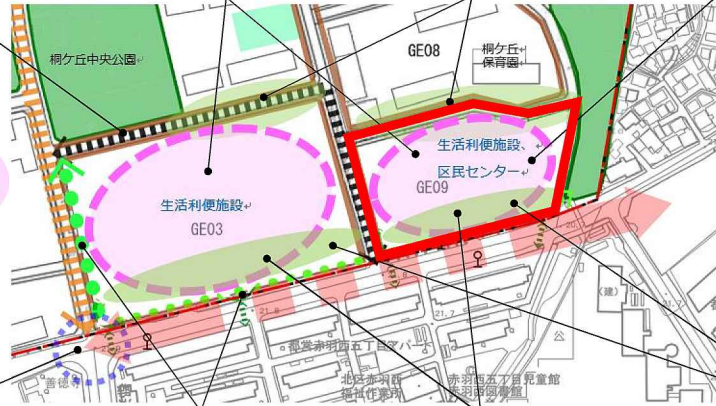 桐ケ丘中央公園
GE08
桐ケ丘
保育園
生活利便施設、
区民センター
GE09
生活利便施設
GE03
21.8
21.7
21.7
都営赤羽西五丁目アパート
公
(建)
善徳寺
北区赤羽西
福祉作業所
赤羽西五丁目児童館
赤羽西図書館